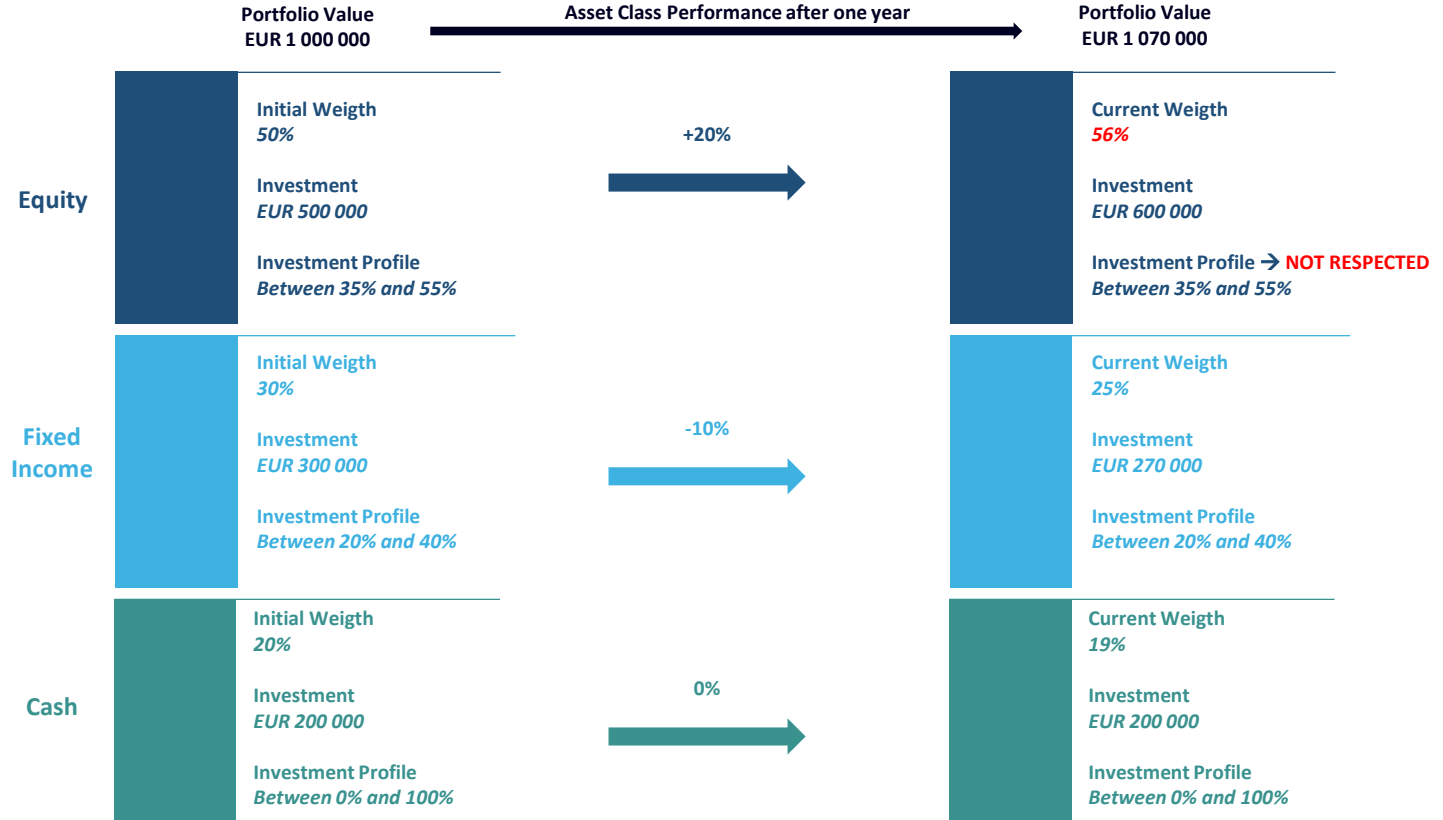 Portfolio Value
EUR 1 000 000
Asset Class Performance after one year
Portfolio Value
EUR 1 070 000
Equity
Initial Weigth
50%
Investment
EUR 500 000
Investment Profile
Between 35% and 55%
+20%
Current Weigth
56%
Investment
EUR 600 000
Investment Profile → NOT RESPECTED
Between 35% and 55%
Fixed
Income
Initial Weigth
30%
Investment
EUR 300 000
Investment Profile
Between 20% and 40%
-10%
Current Weigth
25%
Investment
EUR 270 000
Investment Profile
Between 20% and 40%
Cash
Initial Weigth
20%
Investment
EUR 200 000
Investment Profile
Between 0% and 100%
0%
Current Weigth
19%
Investment
EUR 200 000
Investment Profile
Between 0% and 100%